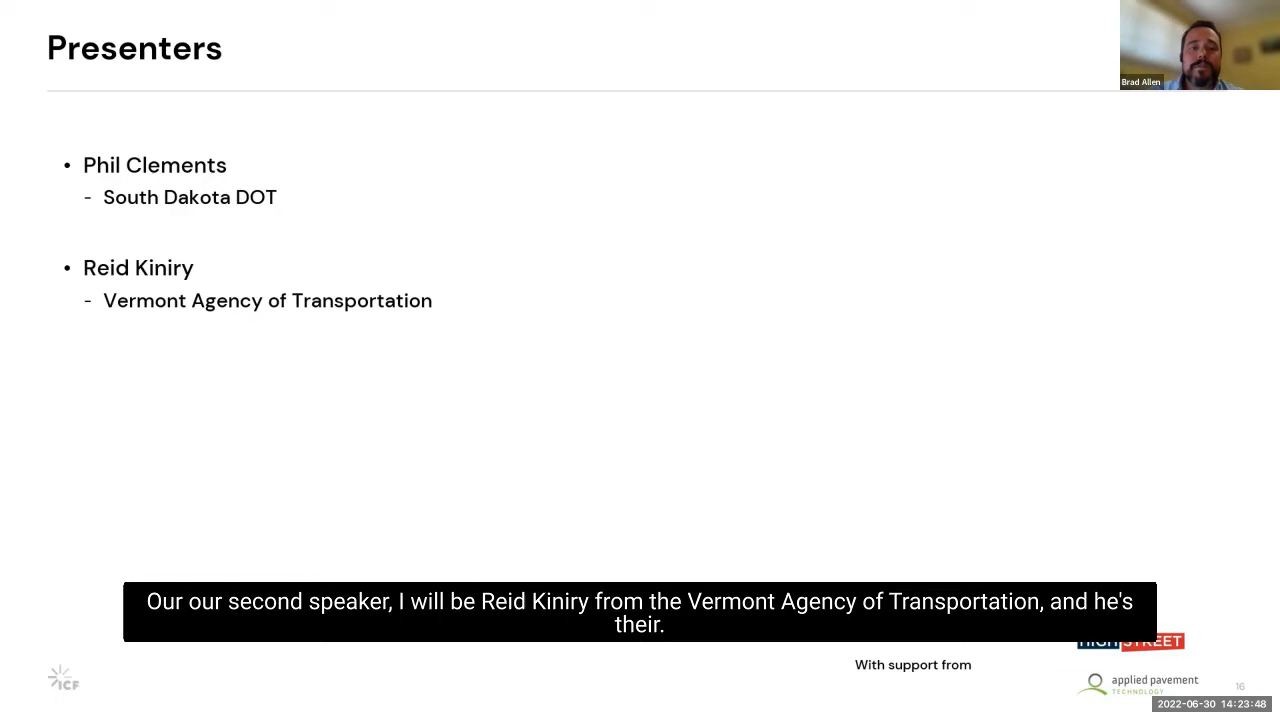 Presenters
Brad Allen
• Phil Clements
- South Dakota DOT
• Reid Kiniry
- Vermont Agency of Transportation
Our our second speaker, I will be Reid Kiniry from the Vermont Agency of Transportation, and he's
their.
HIGH STREET
With support from
ICF
applied pavement
TECHNOLOGY
16
2022-06-30 14:23:48